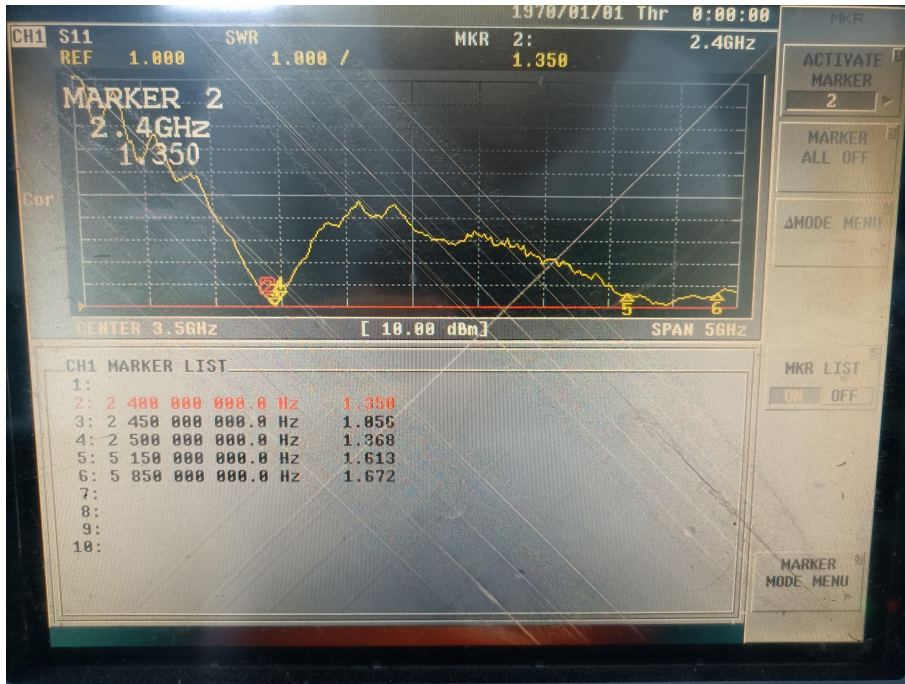 1970/01/01 Thr 0:00:00
CH1 S11 SWR MKR 2: 2.4GHz
REF 1.000 1.000 / 1.350
MARKER 2
2.4GHz
1.350
Cor
2
4
5
6
CENTER 3.5GHz [ 10.00 dBm] SPAN 5GHz
CH1 MARKER LIST
1:
2: 2 400 000 000.0 Hz 1.350
3: 2 450 000 000.0 Hz 1.056
4: 2 500 000 000.0 Hz 1.368
5: 5 150 000 000.0 Hz 1.613
6: 5 850 000 000.0 Hz 1.672
7:
8:
9:
10:
MKR
ACTIVATE
MARKER
2
MARKER
ALL OFF
ΔMODE MENU
MKR LIST
ON OFF
MARKER
MODE MENU